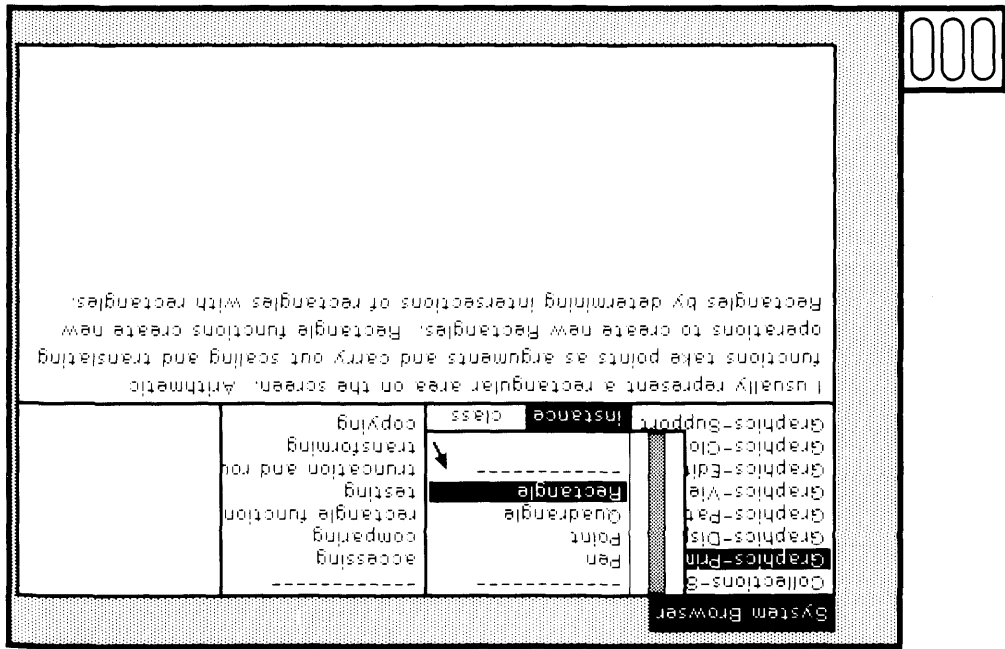 System Browser
Collections-S
Graphics-Prim
Graphics-Dis
Graphics-Pat
Graphics-Vie
Graphics-Edit
Graphics-Clo
Graphics-Support
------------
Pen
Point
Quadrangle
Rectangle
------------
instance class
------------
accessing
comparing
rectangle function
testing
truncation and rou
transforming
copying
I usually represent a rectangular area on the screen. Arithmetic
functions take points as arguments and carry out scaling and translating
operations to create new Rectangles. Rectangle functions create new
Rectangles by determining intersections of rectangles with rectangles.